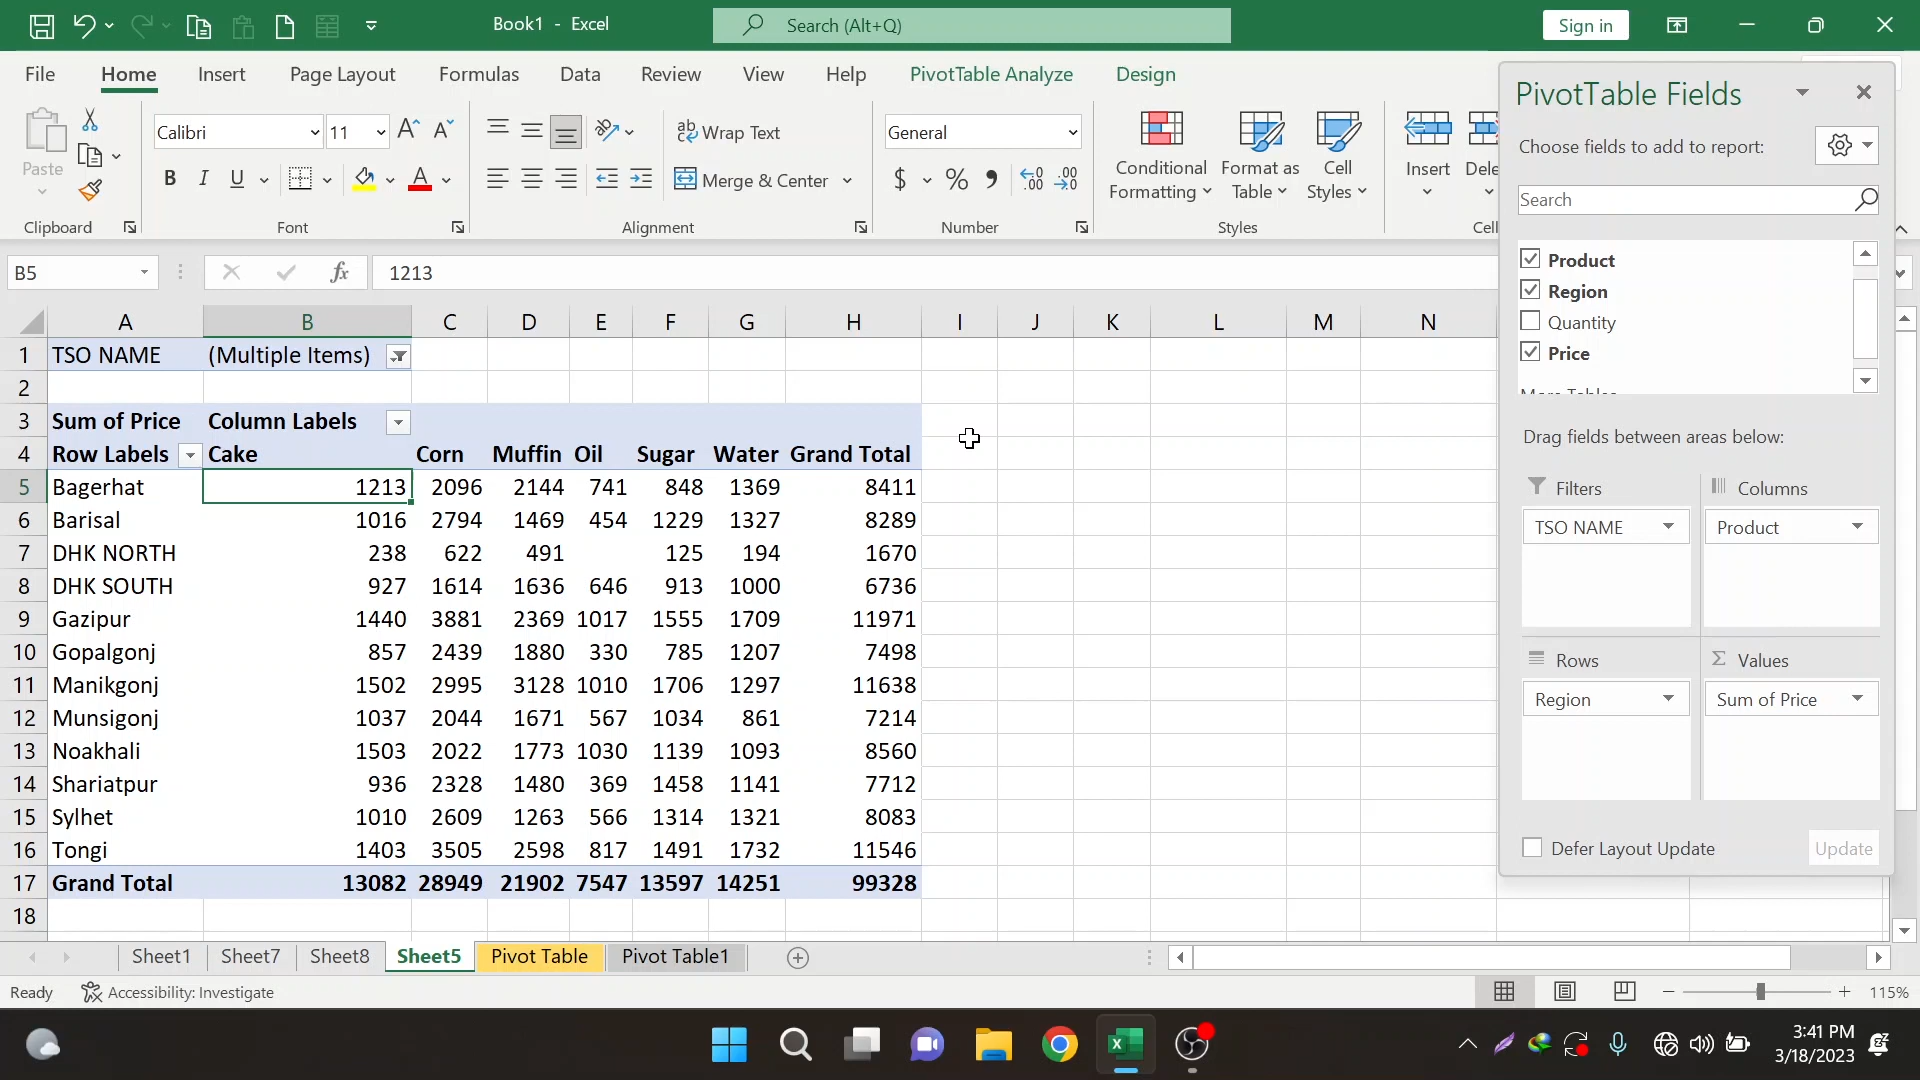 Book1 - Excel
Search (Alt+Q)
Sign in
File Home Insert Page Layout Formulas Data Review View Help PivotTable Analyze Design
Paste
Clipboard
Calibri 11
B I U
Font
Wrap Text
Merge & Center
Alignment
General
$ % 9
Number
Conditional Formatting
Format as Table
Cell Styles
Styles
Insert
Dele
Cell
B5
fx
1213
A B C D E F G H I J K L M N
1 TSO NAME (Multiple Items)
2
3 Sum of Price Column Labels
4 Row Labels Cake Corn Muffin Oil Sugar Water Grand Total
5 Bagerhat 1213 2096 2144 741 848 1369 8411
6 Barisal 1016 2794 1469 454 1229 1327 8289
7 DHK NORTH 238 622 491 125 194 1670
8 DHK SOUTH 927 1614 1636 646 913 1000 6736
9 Gazipur 1440 3881 2369 1017 1555 1709 11971
10 Gopalgonj 857 2439 1880 330 785 1207 7498
11 Manikgonj 1502 2995 3128 1010 1706 1297 11638
12 Munsigonj 1037 2044 1671 567 1034 861 7214
13 Noakhali 1503 2022 1773 1030 1139 1093 8560
14 Shariatpur 936 2328 1480 369 1458 1141 7712
15 Sylhet 1010 2609 1263 566 1314 1321 8083
16 Tongi 1403 3505 2598 817 1491 1732 11546
17 Grand Total 13082 28949 21902 7547 13597 14251 99328
18
PivotTable Fields
Choose fields to add to report:
Search
Product
Region
Quantity
Price
Drag fields between areas below:
Filters
TSO NAME
Columns
Product
Rows
Region
Values
Sum of Price
Defer Layout Update
Update
Sheet1 Sheet7 Sheet8 Sheet5 Pivot Table Pivot Table1
Ready
Accessibility: Investigate
115%
3:41 PM
3/18/2023